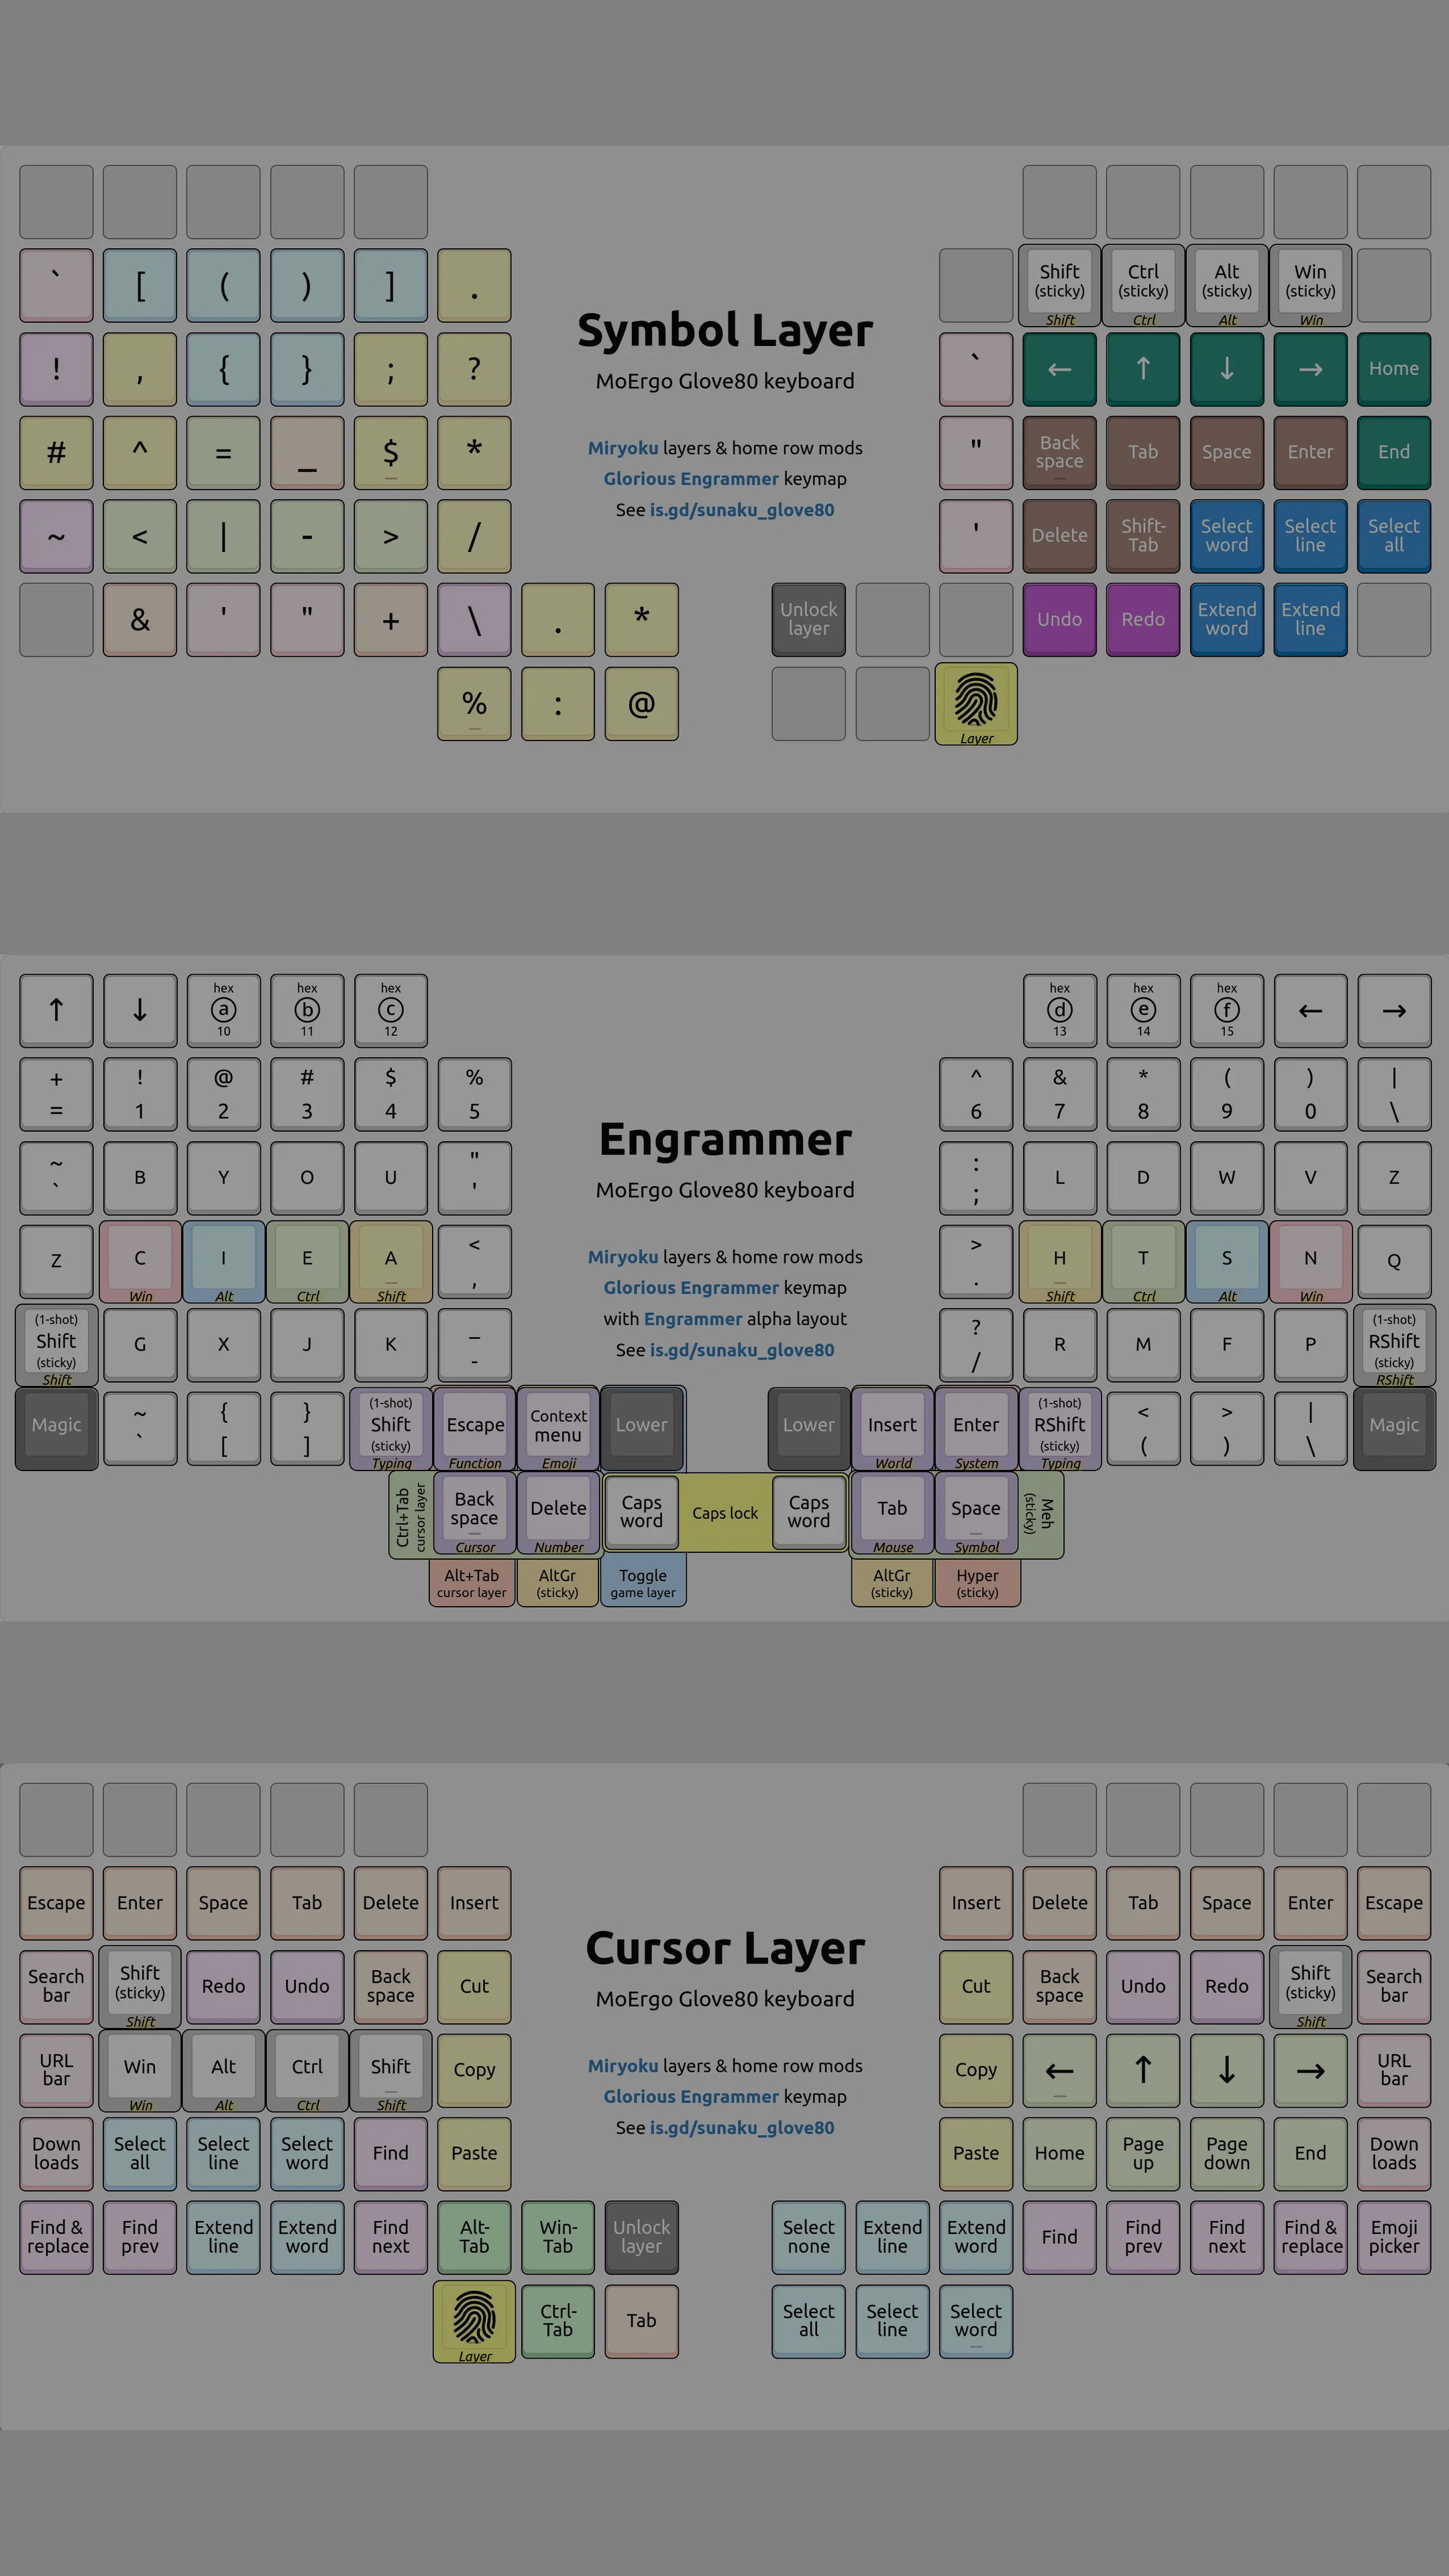 Symbol Layer
MoErgo Glove80 keyboard
Miryoku layers & home row mods
Glorious Engrammer keymap
See is.gd/sunaku_glove80
` [ ( ) ] .
Shift (sticky) Shift Ctrl (sticky) Ctrl Alt (sticky) Alt Win (sticky) Win
! , { } ; ?
` ← ↑ ↓ → Home
# ^ = _ $ *
" Back space Tab Space Enter End
~ < | - > /
' Delete Shift-Tab Select word Select line Select all
& ' " + \ . *
Unlock layer Undo Redo Extend word Extend line
% : @
Layer
Engrammer
MoErgo Glove80 keyboard
Miryoku layers & home row mods
Glorious Engrammer keymap
with Engrammer alpha layout
See is.gd/sunaku_glove80
↑ ↓ hex a 10 hex b 11 hex c 12
hex d 13 hex e 14 hex f 15 ← →
+ = ! 1 @ 2 # 3 $ 4 % 5
^ 6 & 7 * 8 ( 9 ) 0 | \
~ ` B Y O U " '
: ; L D W V Z
Z C Win I Alt E Ctrl A Shift < ,
> . H Shift T Ctrl S Alt N Win Q
(1-shot) Shift (sticky) Shift G X J K _ -
? / R M F P (1-shot) RShift (sticky) RShift
Magic ~ ` { [ } ] (1-shot) Shift (sticky) Typing Escape Function Context menu Emoji Lower
Lower Insert World Enter System (1-shot) RShift (sticky) Typing < ( > ) | \ Magic
Ctrl+Tab cursor layer Back space Cursor Delete Number Caps word Caps lock Caps word Tab Mouse Space Symbol Meh (sticky)
Alt+Tab cursor layer AltGr (sticky) Toggle game layer AltGr (sticky) Hyper (sticky)
Cursor Layer
MoErgo Glove80 keyboard
Miryoku layers & home row mods
Glorious Engrammer keymap
See is.gd/sunaku_glove80
Escape Enter Space Tab Delete Insert
Insert Delete Tab Space Enter Escape
Search bar Shift (sticky) Shift Redo Undo Back space Cut
Cut Back space Undo Redo Shift (sticky) Shift Search bar
URL bar Win Win Alt Alt Ctrl Ctrl Shift Shift Copy
Copy ← ↑ ↓ → URL bar
Down loads Select all Select line Select word Find Paste
Paste Home Page up Page down End Down loads
Find & replace Find prev Extend line Extend word Find next Alt-Tab Win-Tab Unlock layer
Select none Extend line Extend word Find Find prev Find next Find & replace Emoji picker
Layer Ctrl-Tab Tab
Select all Select line Select word